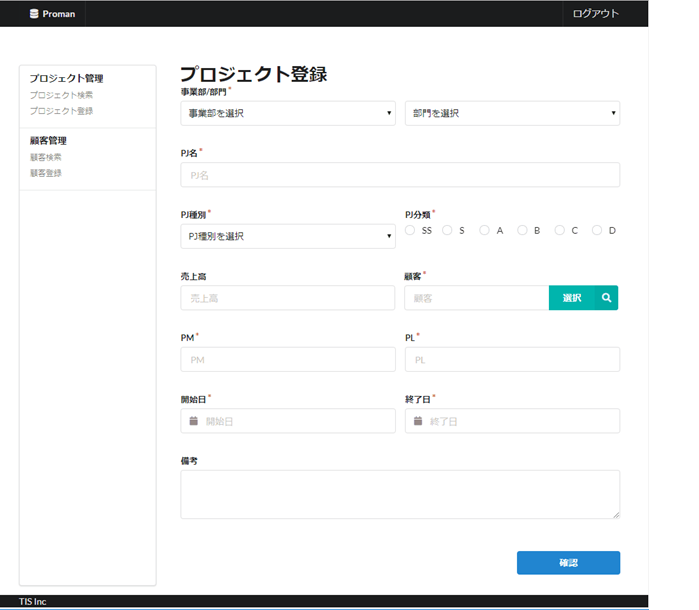 Proman
ログアウト
プロジェクト管理
プロジェクト検索
プロジェクト登録
顧客管理
顧客検索
顧客登録
プロジェクト登録
事業部/部門*
事業部を選択
部門を選択
PJ名*
PJ名
PJ種別*
PJ種別を選択
PJ分類*
SS S A B C D
売上高
売上高
顧客*
顧客
選択
PM*
PM
PL*
PL
開始日*
開始日
終了日*
終了日
備考
確認
TIS Inc